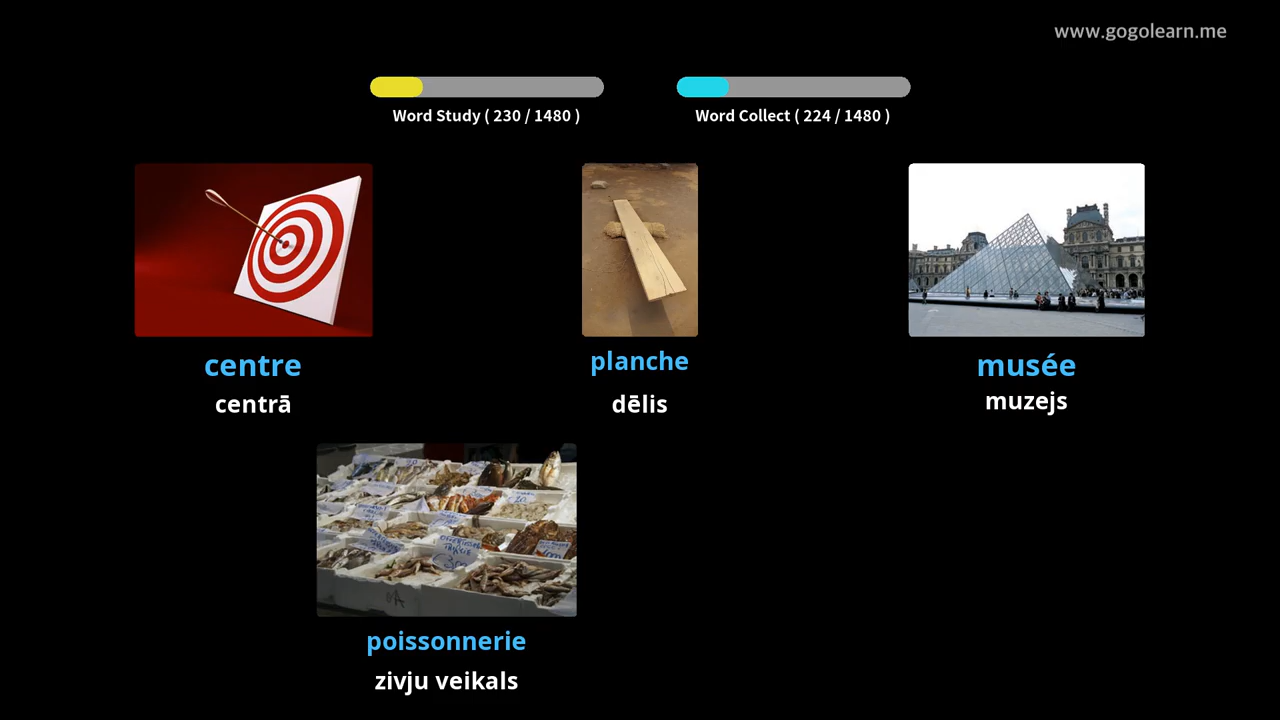 www.gogolearn.me
Word Study ( 230 / 1480 )
Word Collect ( 224 / 1480 )
centre
centrā
planche
dēlis
musée
muzejs
poissonnerie
zivju veikals